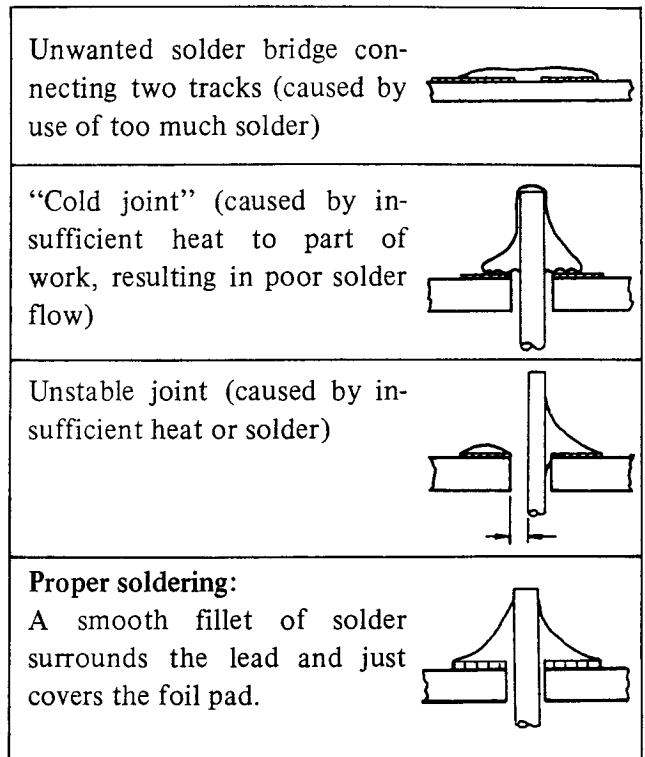 Unwanted solder bridge con-
necting two tracks (caused by
use of too much solder)
“Cold joint” (caused by in-
sufficient heat to part of
work, resulting in poor solder
flow)
Unstable joint (caused by in-
sufficient heat or solder)
Proper soldering:
A smooth fillet of solder
surrounds the lead and just
covers the foil pad.